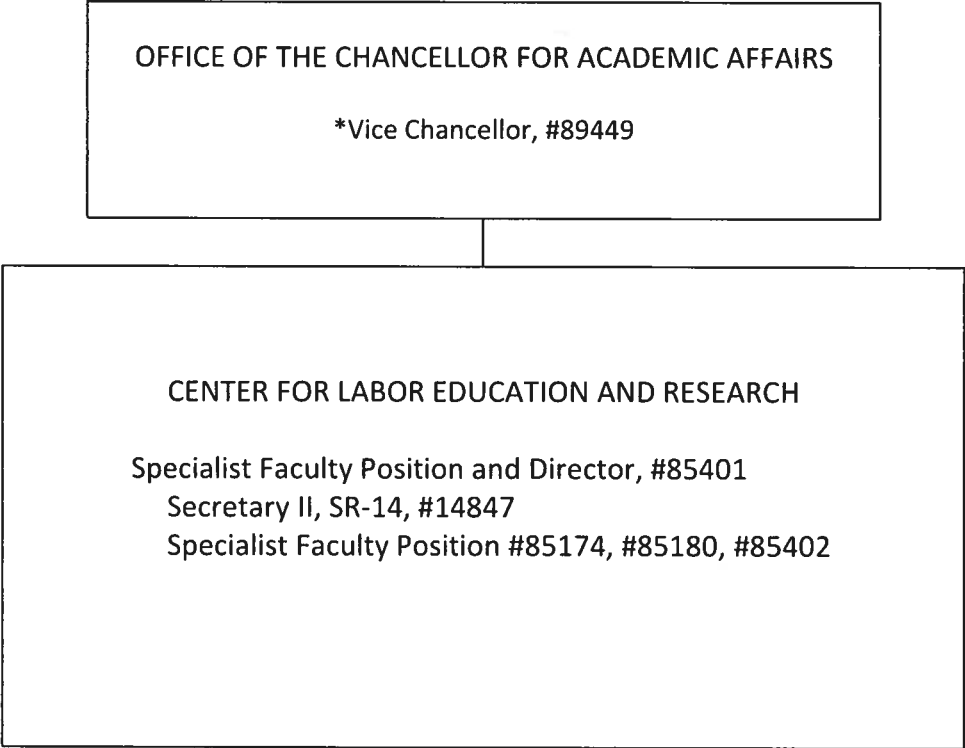 OFFICE OF THE CHANCELLOR FOR ACADEMIC AFFAIRS
*Vice Chancellor, #89449
CENTER FOR LABOR EDUCATION AND RESEARCH
Specialist Faculty Position and Director, #85401
Secretary II, SR-14, #14847
Specialist Faculty Position #85174, #85180, #85402